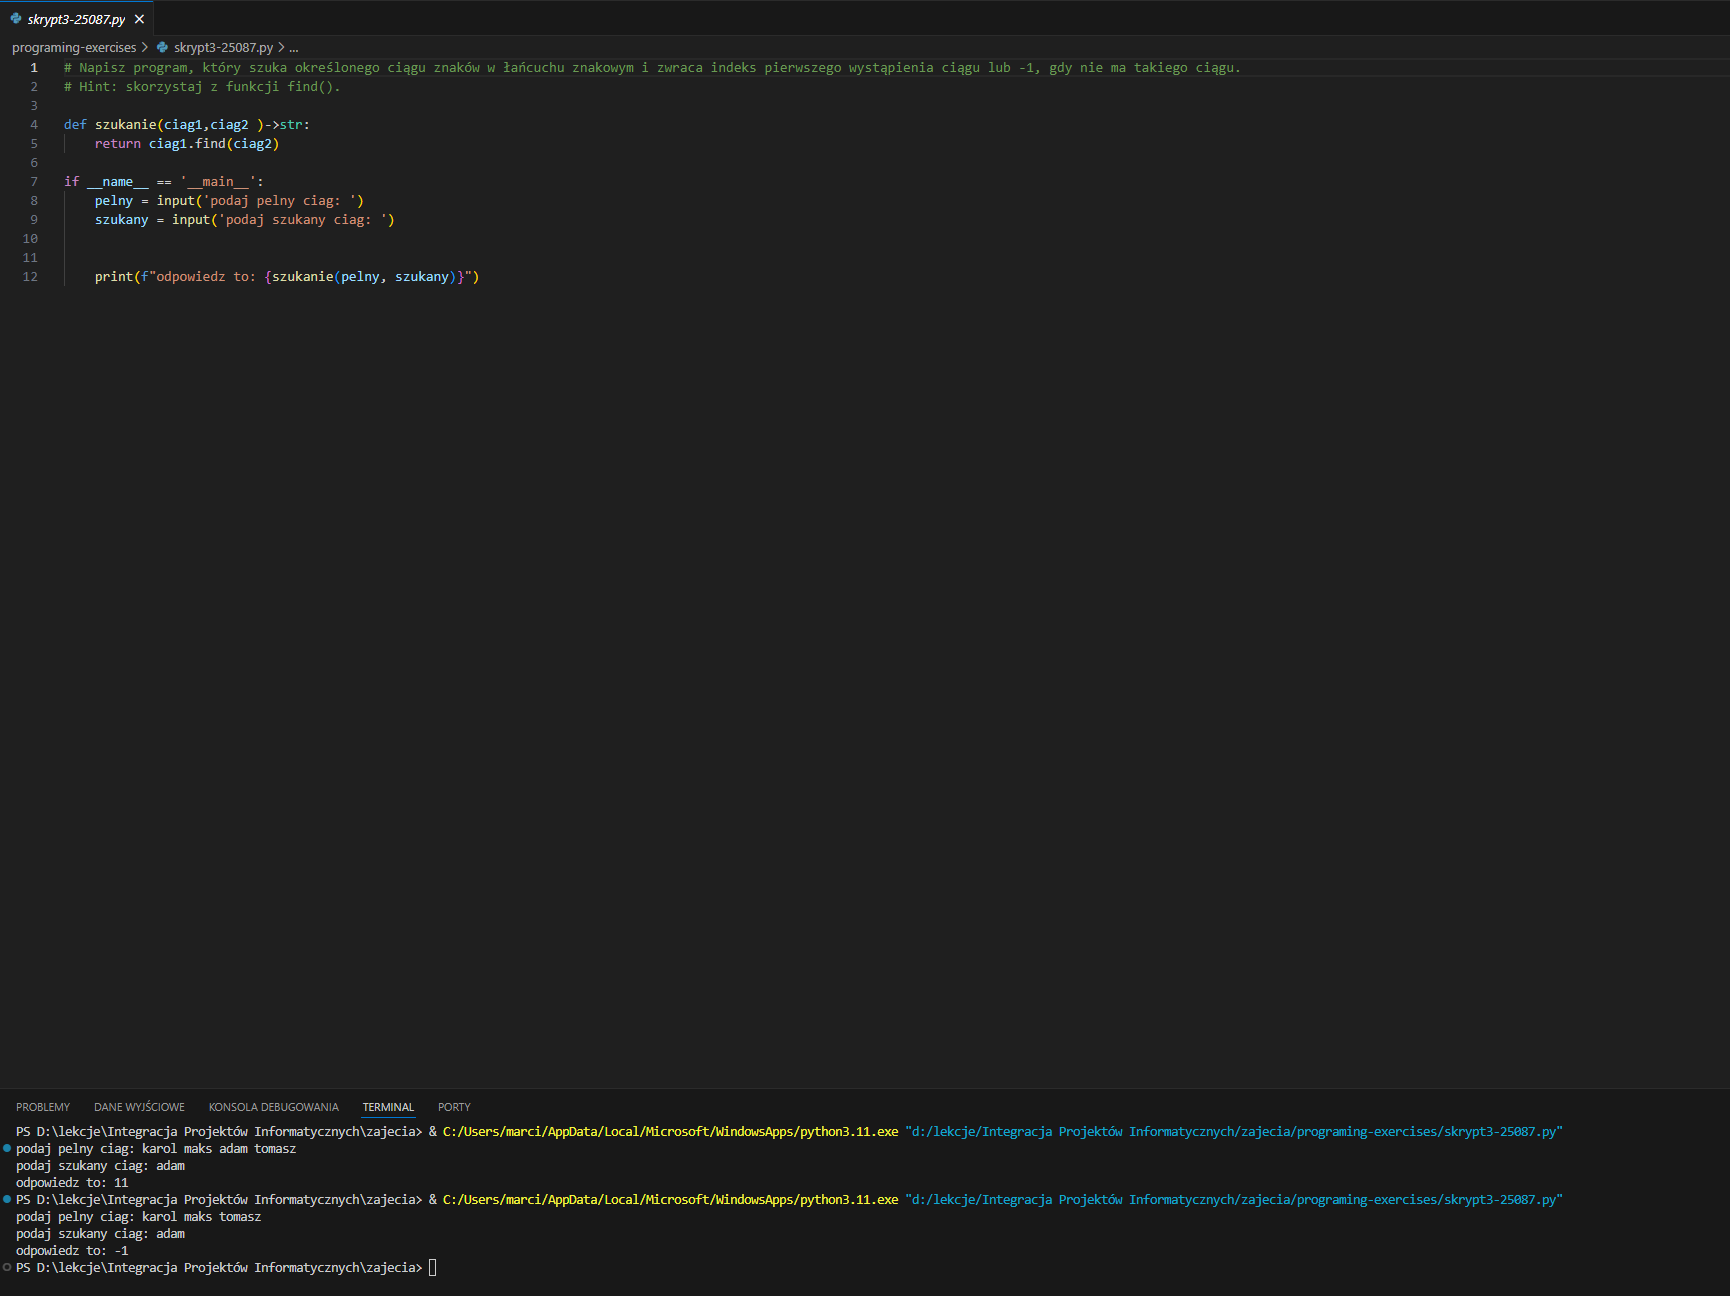 skrypt3-25087.py
programing-exercises > skrypt3-25087.py > ...
1 # Napisz program, który szuka określonego ciągu znaków w łańcuchu znakowym i zwraca indeks pierwszego wystąpienia ciągu lub -1, gdy nie ma takiego ciągu.
2 # Hint: skorzystaj z funkcji find().
3
4 def szukanie(ciag1,ciag2 )->str:
5 return ciag1.find(ciag2)
6
7 if __name__ == '__main__':
8 pelny = input('podaj pelny ciag: ')
9 szukany = input('podaj szukany ciag: ')
10
11
12 print(f"odpowiedz to: {szukanie(pelny, szukany)}")
PROBLEMY DANE WYJŚCIOWE KONSOLA DEBUGOWANIA TERMINAL PORTY
PS D:\lekcje\Integracja Projektów Informatycznych\zajecia> & C:/Users/marci/AppData/Local/Microsoft/WindowsApps/python3.11.exe "d:/lekcje/Integracja Projektów Informatycznych/zajecia/programing-exercises/skrypt3-25087.py"
podaj pelny ciag: karol maks adam tomasz
podaj szukany ciag: adam
odpowiedz to: 11
PS D:\lekcje\Integracja Projektów Informatycznych\zajecia> & C:/Users/marci/AppData/Local/Microsoft/WindowsApps/python3.11.exe "d:/lekcje/Integracja Projektów Informatycznych/zajecia/programing-exercises/skrypt3-25087.py"
podaj pelny ciag: karol maks tomasz
podaj szukany ciag: adam
odpowiedz to: -1
PS D:\lekcje\Integracja Projektów Informatycznych\zajecia>